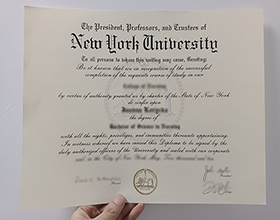 The President, Professors, and Trustees of
New York University
To all persons to whom this writing may come, Greeting:
Be it known that we in recognition of the successful
completion of the requisite course of study in our
College of Nursing
by virtue of authority granted us by charter of the State of New York
do confer upon
the degree of
Bachelor of Science in Nursing
with all the rights, privileges, and immunities thereunto appertaining.
In witness whereof we have caused this Diploma to be signed by the
duly authorized officers of the University and sealed with our corporate
seal, in the City of New York